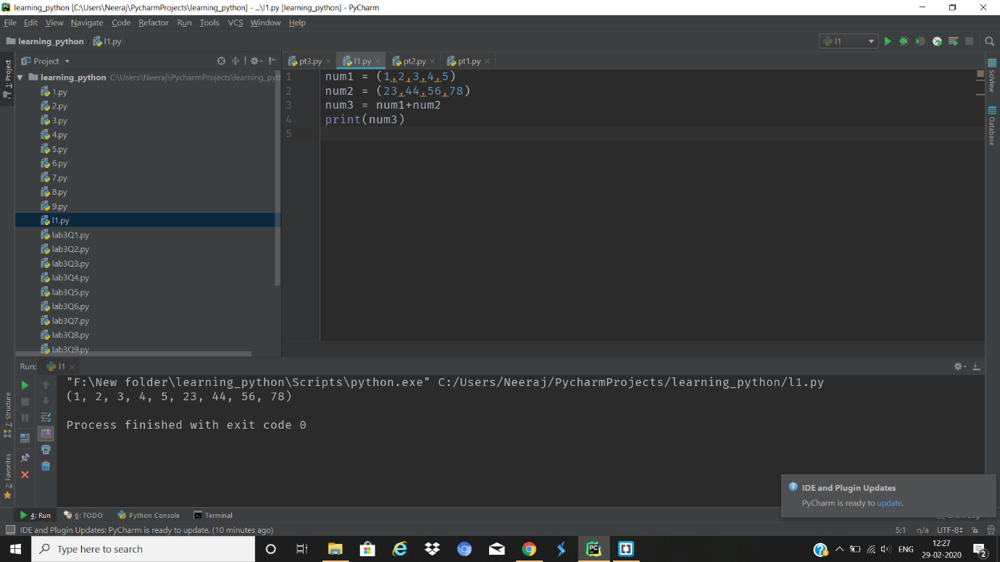 learning_python [C:\Users\Neeraj\PycharmProjects\learning_python] - ...\l1.py [learning_python] - PyCharm
File Edit View Navigate Code Refactor Run Tools VCS Window Help
learning_python l1.py
l1
1: Project
Project
pt3.py l1.py pt2.py pt1.py
learning_python C:\Users\Neeraj\PycharmProjects\learning_pyth
1.py
2.py
3.py
4.py
5.py
6.py
7.py
8.py
9.py
l1.py
lab3Q1.py
lab3Q2.py
lab3Q3.py
lab3Q4.py
lab3Q5.py
lab3Q6.py
lab3Q7.py
lab3Q8.py
lab3Q9.py
1 num1 = (1,2,3,4,5)
2 num2 = (23,44,56,78)
3 num3 = num1+num2
4 print(num3)
5
SciView
Database
Run: l1
"F:\New folder\learning_python\Scripts\python.exe" C:/Users/Neeraj/PycharmProjects/learning_python/l1.py
(1, 2, 3, 4, 5, 23, 44, 56, 78)
Process finished with exit code 0
7: Structure
2: Favorites
IDE and Plugin Updates
PyCharm is ready to update.
4: Run 6: TODO Python Console Terminal
IDE and Plugin Updates: PyCharm is ready to update. (10 minutes ago)
5:1 n/a UTF-8
Type here to search
ENG
12:27
29-02-2020
2